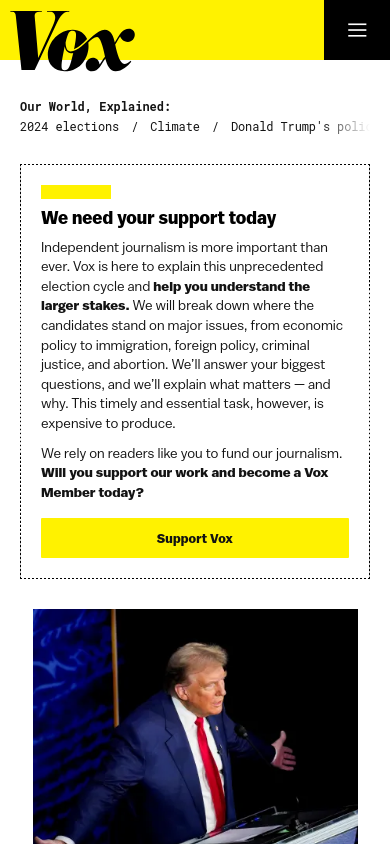 Vox
Our World, Explained:
2024 elections / Climate / Donald Trump's
We need your support today
Independent journalism is more important than
ever. Vox is here to explain this unprecedented
election cycle and help you understand the
larger stakes. We will break down where the
candidates stand on major issues, from economic
policy to immigration, foreign policy, criminal
justice, and abortion. We’ll answer your biggest
questions, and we’ll explain what matters — and
why. This timely and essential task, however, is
expensive to produce.
We rely on readers like you to fund our journalism.
Will you support our work and become a Vox
Member today?
Support Vox